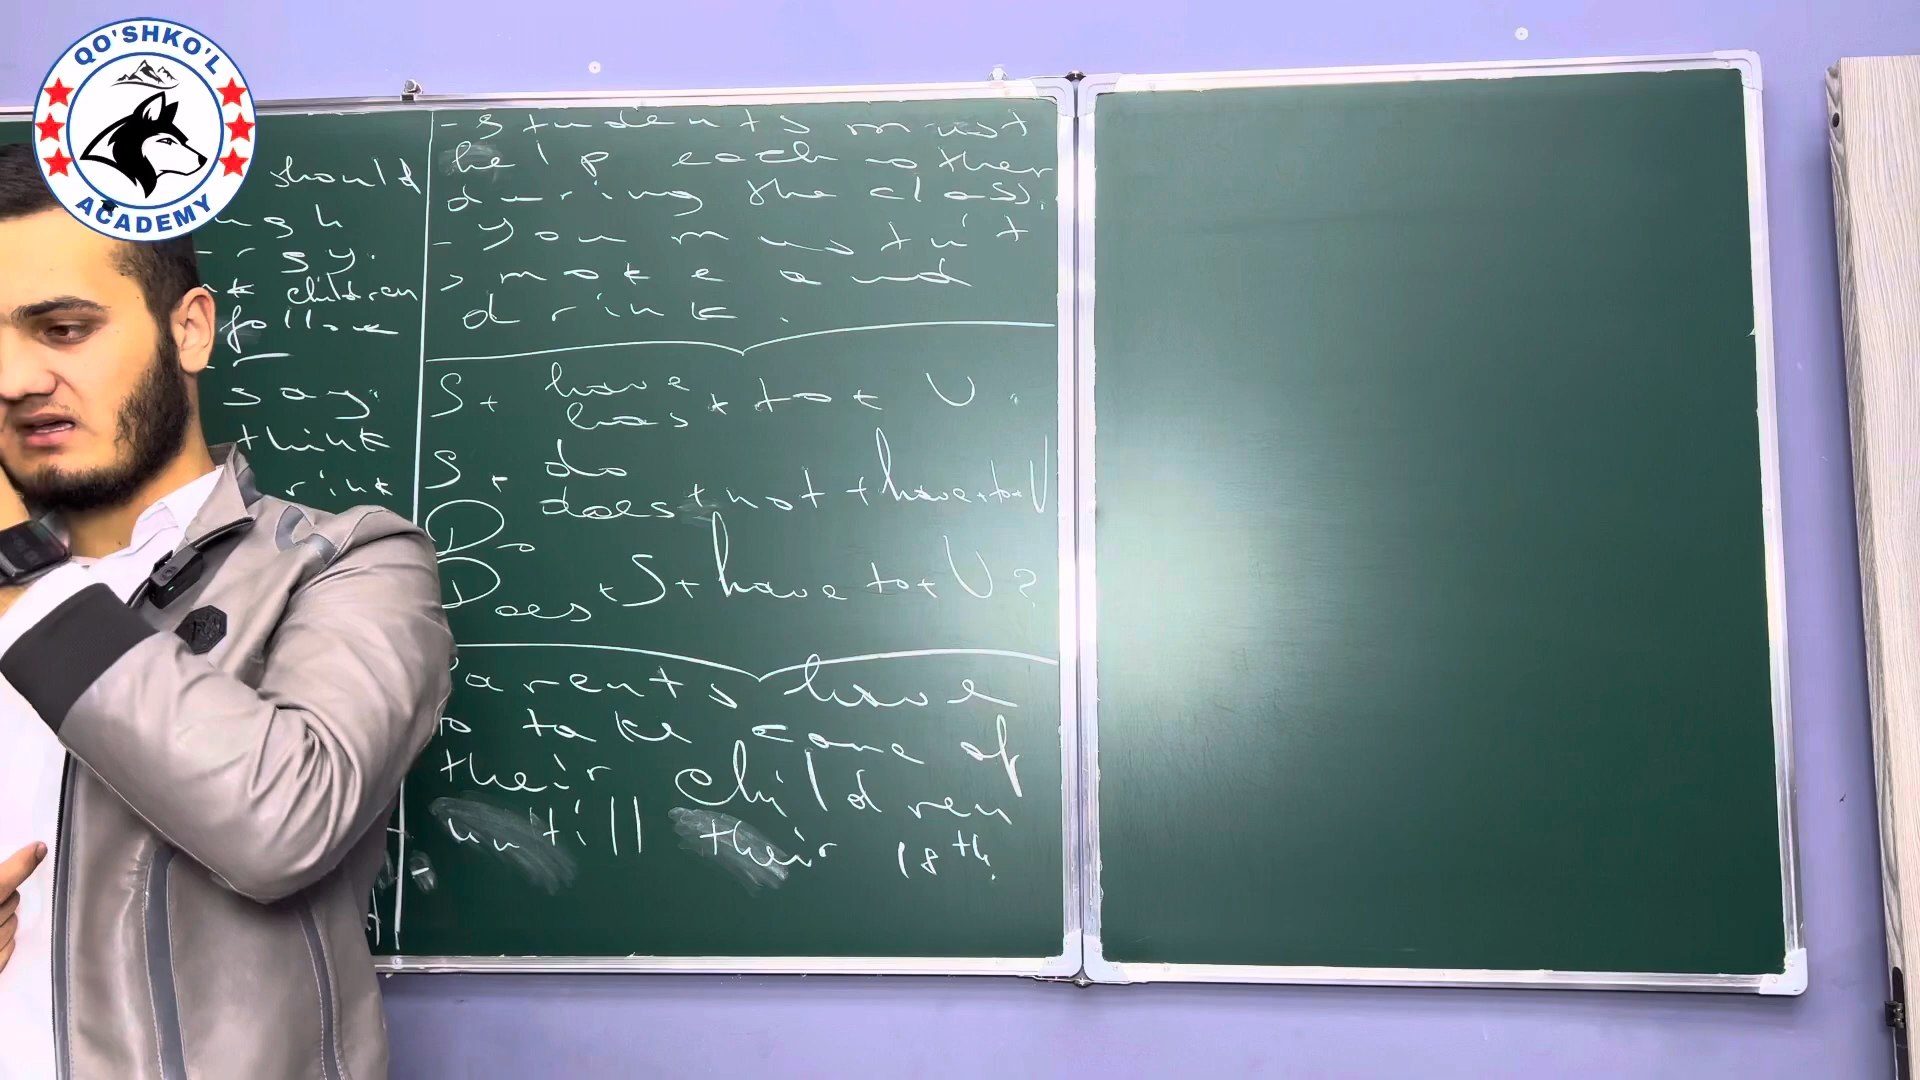 QO'SHKO'L
ACADEMY
should
children
follow
say.
think
- students must
help each other
during the class.
- You mustn't
smoke and
drink.
S + have
has + to + V.
S + do
does + not + have + to + V
Do
Does + S + have to + V?
Parents have
to take care of
their children
untill their 18th.